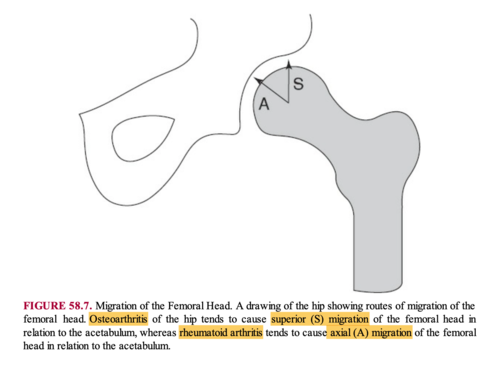 S
A
FIGURE 58.7. Migration of the Femoral Head. A drawing of the hip showing routes of migration of the
femoral head. Osteoarthritis of the hip tends to cause superior (S) migration of the femoral head in
relation to the acetabulum, whereas rheumatoid arthritis tends to cause axial (A) migration of the femoral
head in relation to the acetabulum.